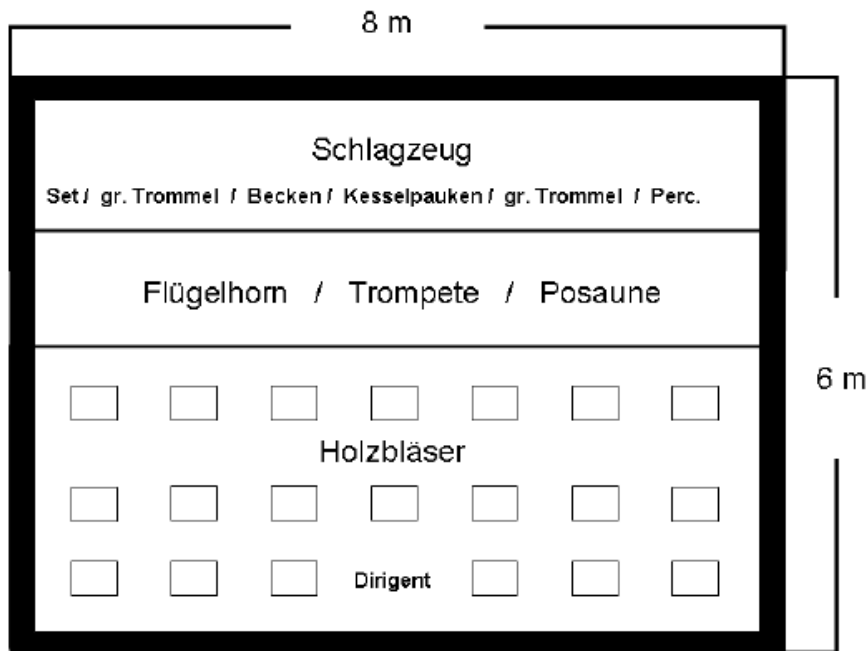 8 m
Schlagzeug
Set / gr. Trommel / Becken / Kesselpauken / gr. Trommel / Perc.
Flügelhorn / Trompete / Posaune
6 m
Holzbläser
Dirigent